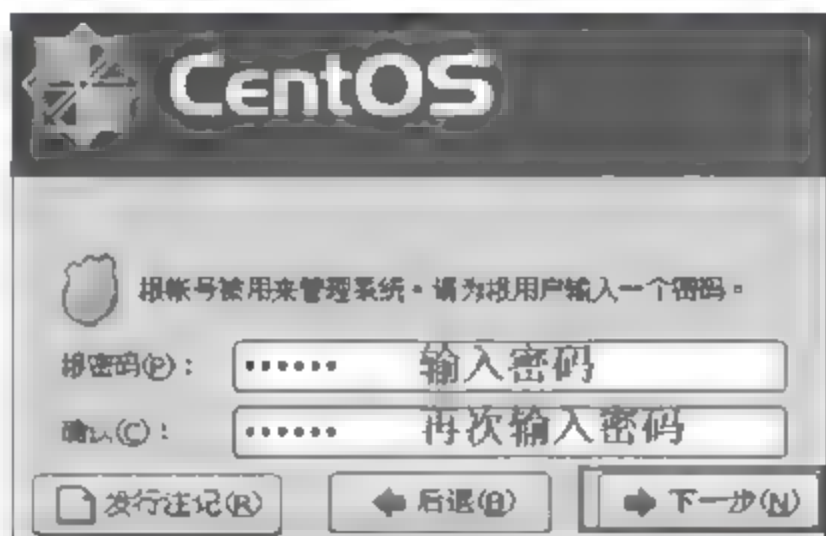 CentOS
根帐号被用来管理系统。请为根用户输入一个密码。
根密码(P)： •••••• 输入密码
确认(C)： •••••• 再次输入密码
发行注记(R) 后退(B) 下一步(N)